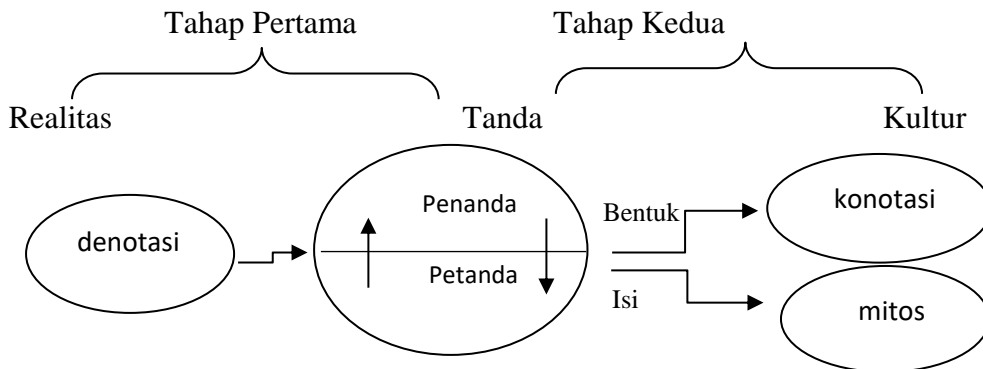 Tahap Pertama Tahap Kedua
Realitas Tanda Kultur
denotasi
Penanda
Petanda
Bentuk
Isi
konotasi
mitos